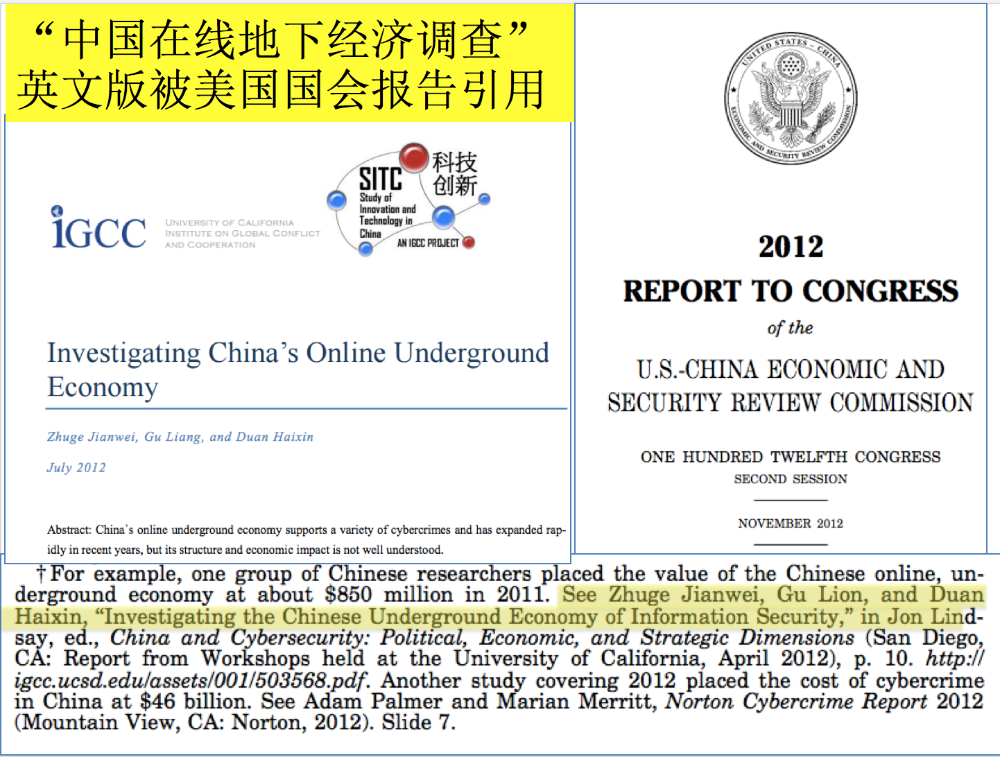 “中国在线地下经济调查”
英文版被美国国会报告引用
iGCC
UNIVERSITY OF CALIFORNIA
INSTITUTE ON GLOBAL CONFLICT
AND COOPERATION
SITC
Study of
Innovation and
Technology in
China
科技
创新
AN IGCC PROJECT
Investigating China’s Online Underground
Economy
Zhuge Jianwei, Gu Liang, and Duan Haixin
July 2012
Abstract: China’s online underground economy supports a variety of cybercrimes and has expanded rap-
idly in recent years, but its structure and economic impact is not well understood.
UNITED STATES – CHINA
ECONOMIC AND SECURITY REVIEW COMMISSION
2012
REPORT TO CONGRESS
of the
U.S.-CHINA ECONOMIC AND
SECURITY REVIEW COMMISSION
ONE HUNDRED TWELFTH CONGRESS
SECOND SESSION
NOVEMBER 2012
†For example, one group of Chinese researchers placed the value of the Chinese online, un-
derground economy at about $850 million in 2011. See Zhuge Jianwei, Gu Lion, and Duan
Haixin, “Investigating the Chinese Underground Economy of Information Security,” in Jon Lind-
say, ed., China and Cybersecurity: Political, Economic, and Strategic Dimensions (San Diego,
CA: Report from Workshops held at the University of California, April 2012), p. 10. http://
igcc.ucsd.edu/assets/001/503568.pdf. Another study covering 2012 placed the cost of cybercrime
in China at $46 billion. See Adam Palmer and Marian Merritt, Norton Cybercrime Report 2012
(Mountain View, CA: Norton, 2012). Slide 7.